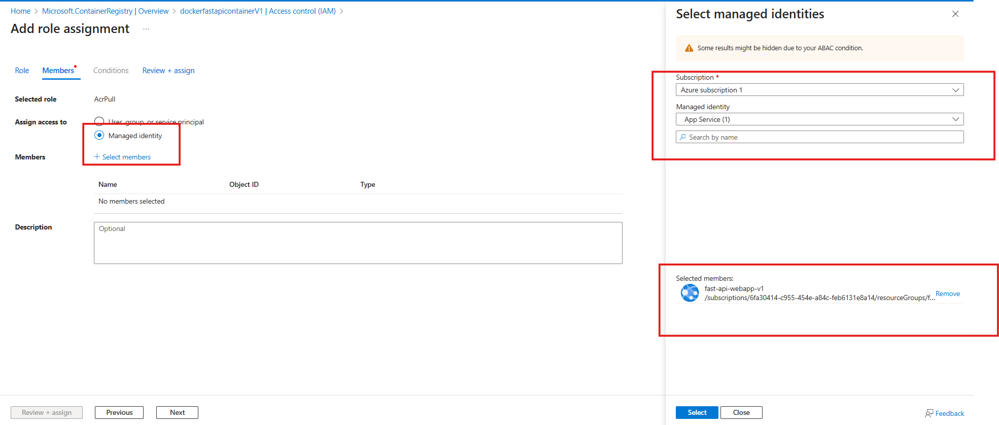 Home > Microsoft.ContainerRegistry | Overview > dockerfastapicontainerV1 | Access control (IAM) >
Add role assignment ...
Role Members Conditions Review + assign
Selected role AcrPull
Assign access to User, group, or service principal
Managed identity
Members + Select members
Name Object ID Type
No members selected
Description Optional
Review + assign Previous Next
Select managed identities
Some results might be hidden due to your ABAC condition.
Subscription *
Azure subscription 1
Managed identity
App Service (1)
Search by name
Selected members:
fast-api-webapp-v1
/subscriptions/6fa30414-c955-454e-a84c-feb6131e8a14/resourceGroups/f...
Remove
Select Close Feedback